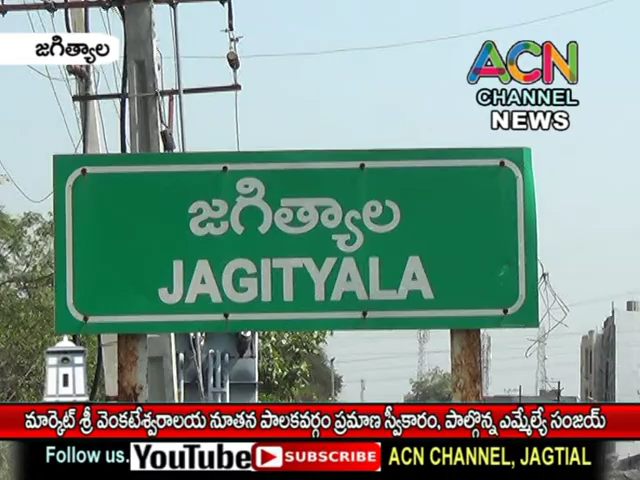 జగిత్యాల
ACN
CHANNEL
NEWS
జగిత్యాల
JAGITYALA
మార్కెట్ శ్రీ వెంకటేశ్వరాలయ నూతన పాలకవర్గం ప్రమాణ స్వీకారం, పాల్గొన్న ఎమ్మెల్యే సంజయ్
Follow us. YouTube SUBSCRIBE ACN CHANNEL, JAGTIAL